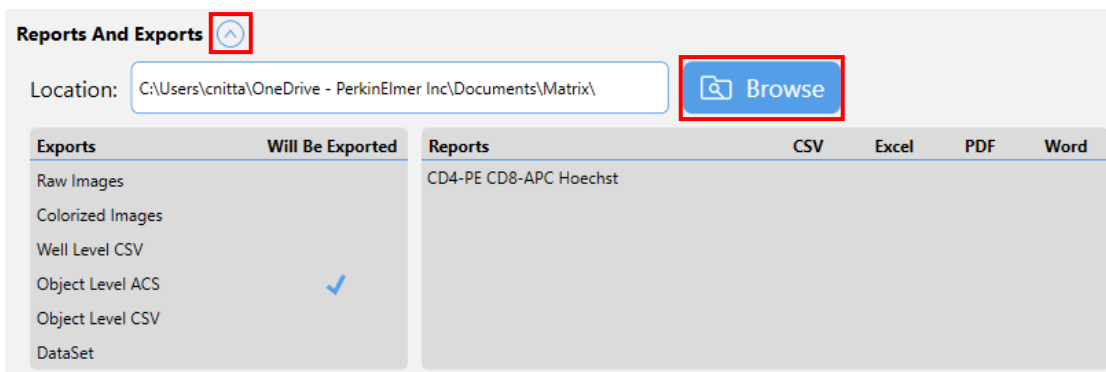 Reports And Exports
Location: C:\Users\cnitta\OneDrive - PerkinElmer Inc\Documents\Matrix\ Browse
Exports Will Be Exported Reports CSV Excel PDF Word
Raw Images CD4-PE CD8-APC Hoechst
Colorized Images
Well Level CSV
Object Level ACS
Object Level CSV
DataSet